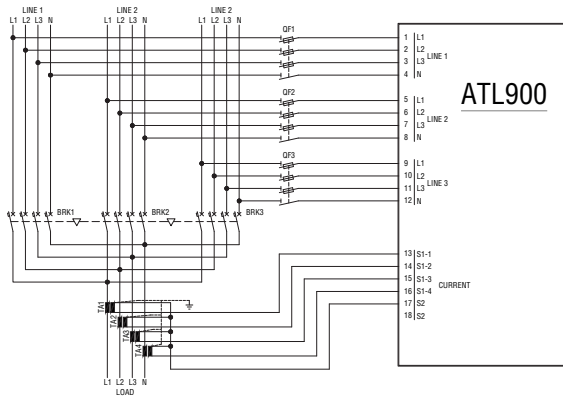 LINE 1 LINE 2 LINE 2
L1 L2 L3 N L1 L2 L3 N L1 L2 L3 N
QF1
1 L1
2 L2
3 L3
4 N
LINE 1
ATL900
QF2
5 L1
6 L2
7 L3
8 N
LINE 2
QF3
9 L1
10 L2
11 L3
12 N
LINE 3
BRK1 BRK2 BRK3
13 S1-1
14 S1-2
15 S1-3
16 S1-4
17 S2
18 S2
CURRENT
TA1
TA2
TA3
TA4
L1 L2 L3 N
LOAD